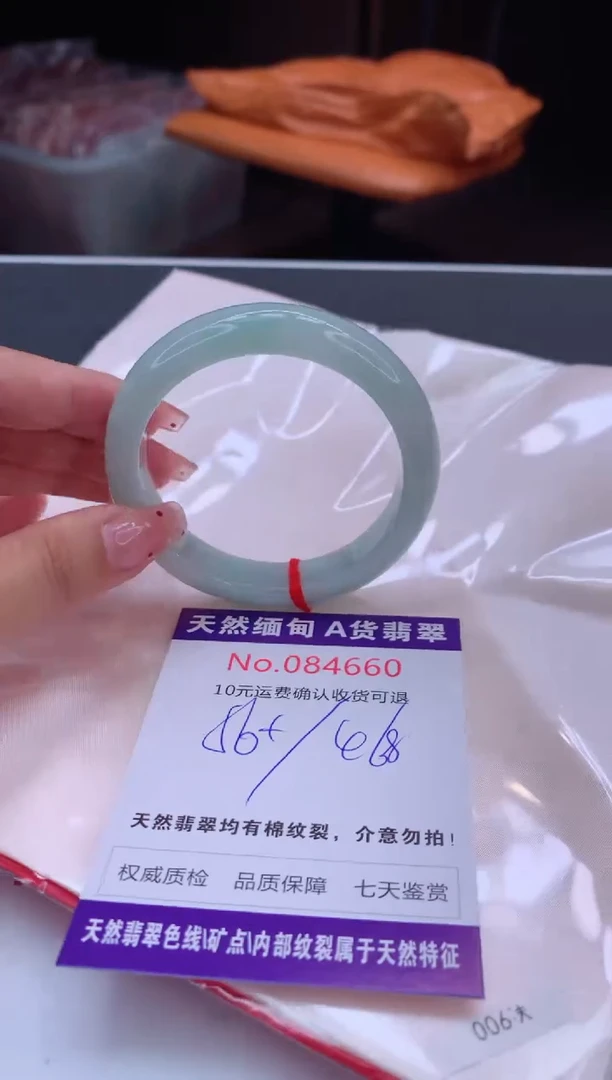 天然缅甸 A货翡翠
No.084660
10元运费确认收货可退
56+/468
天然翡翠均有棉纹裂，介意勿拍！
权威质检 品质保障 七天鉴赏
天然翡翠色线\矿点\内部纹裂属于天然特征